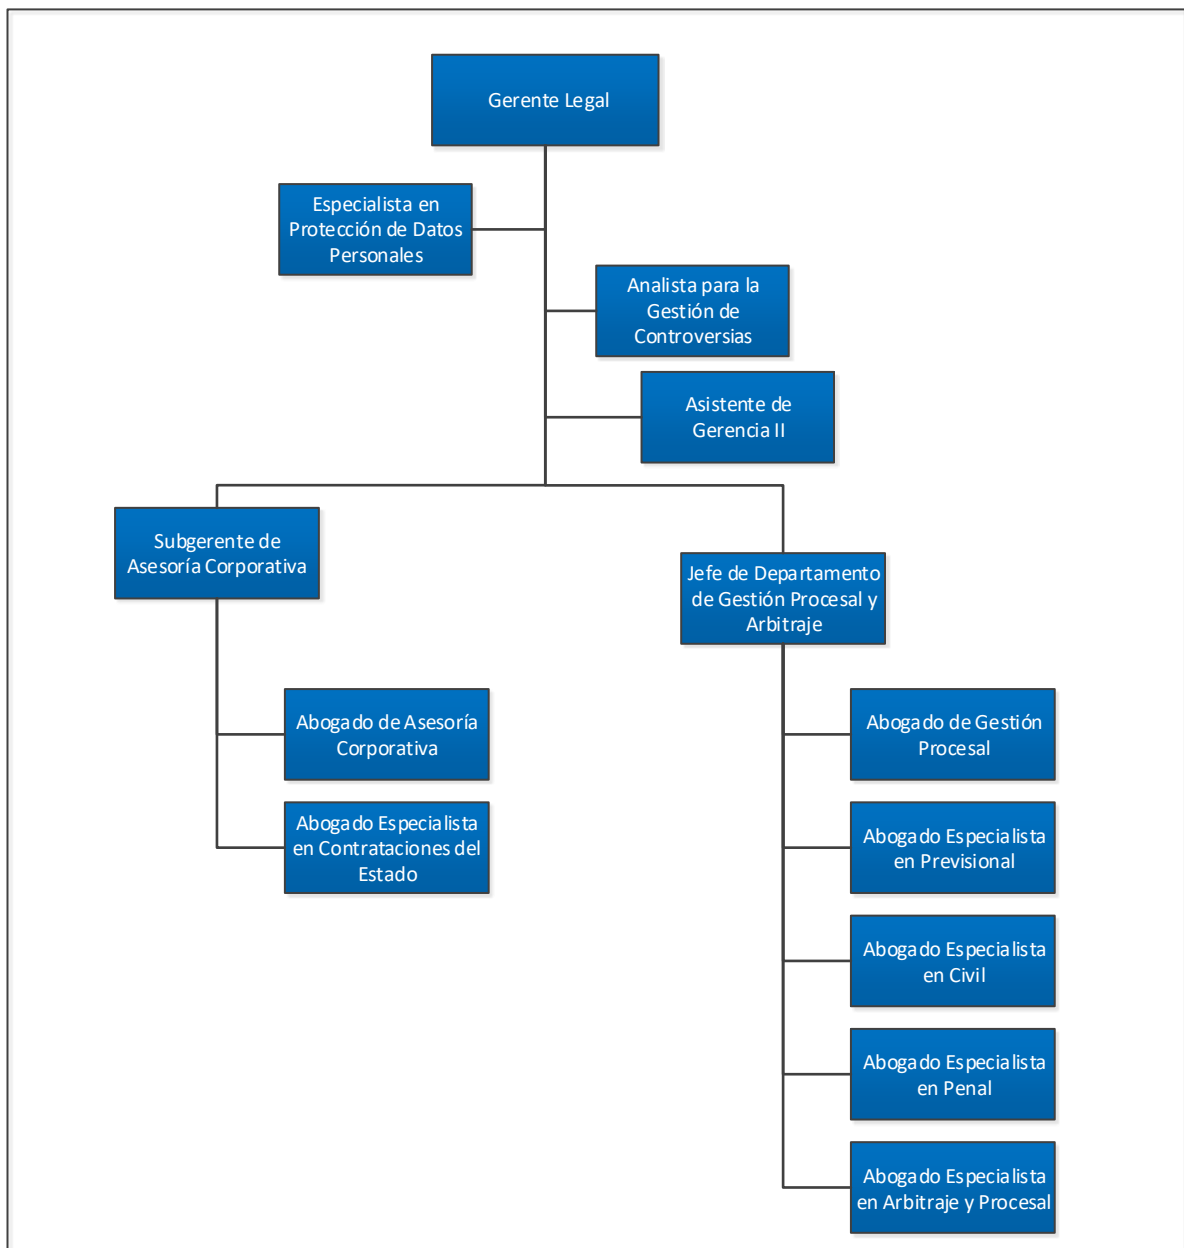 Gerente Legal
Especialista en
Protección de Datos
Personales
Analista para la
Gestión de
Controversias
Asistente de
Gerencia II
Subgerente de
Asesoría Corporativa
Jefe de Departamento
de Gestión Procesal y
Arbitraje
Abogado de Asesoría
Corporativa
Abogado Especialista
en Contrataciones del
Estado
Abogado de Gestión
Procesal
Abogado Especialista
en Previsional
Abogado Especialista
en Civil
Abogado Especialista
en Penal
Abogado Especialista
en Arbitraje y Procesal